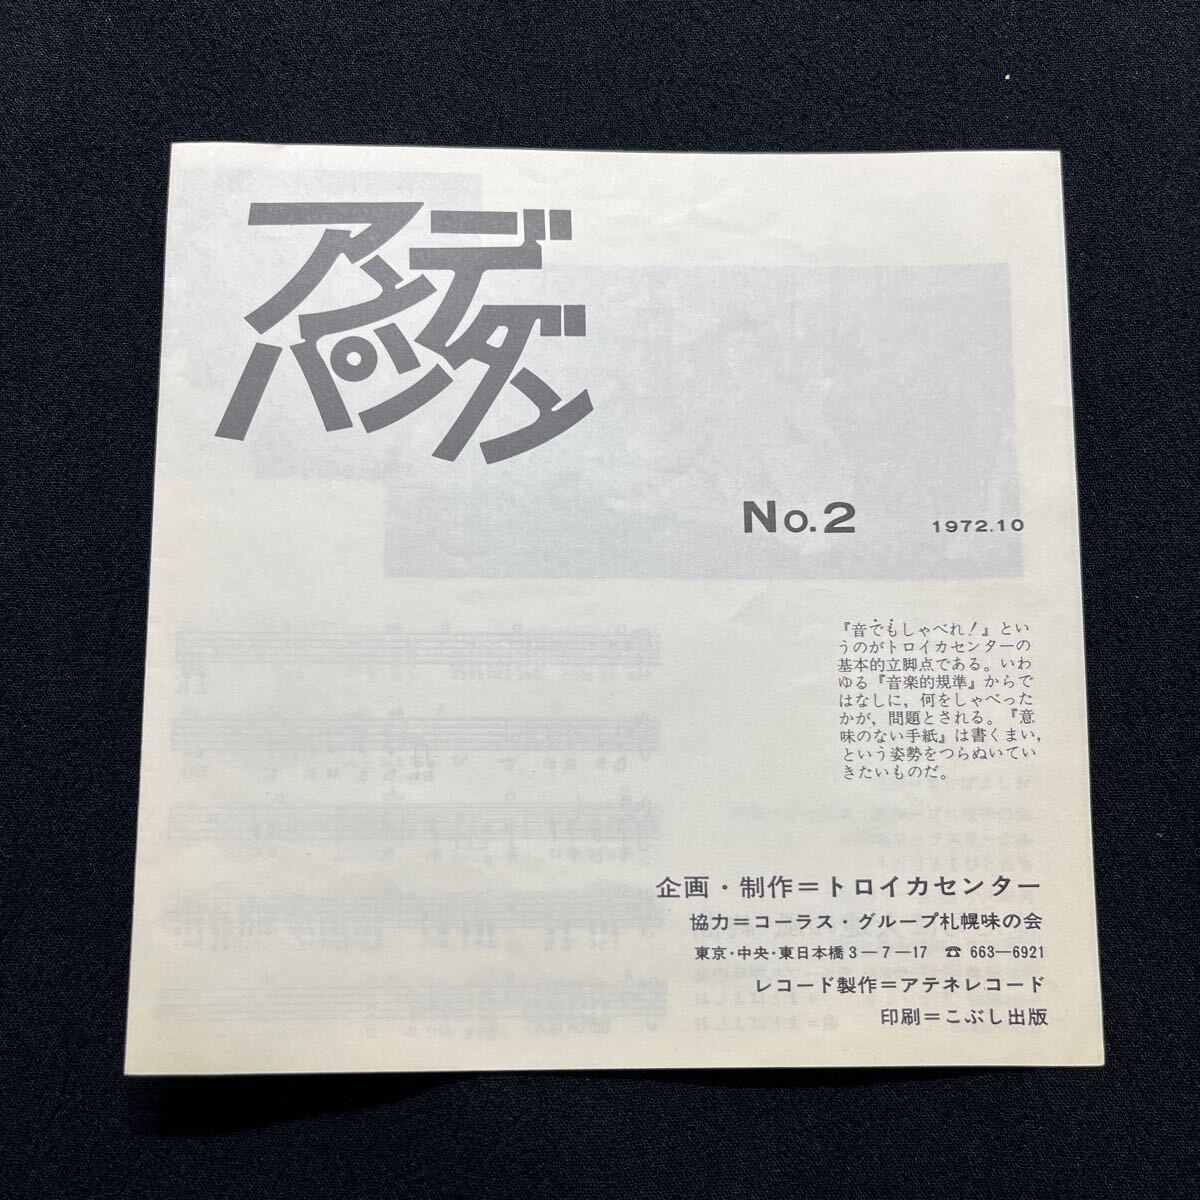 アンデ
パンダン
No.2 1972.10
『音でもしゃべれ！』とい
うのがトロイカセンターの
基本的立脚点である。いわ
ゆる『音楽的規準』からで
はなしに，何をしゃべった
かが，問題とされる。『意
味のない手紙』は書くまい，
という姿勢をつらぬいてい
きたいものだ。
企画・制作＝トロイカセンター
協力＝コーラス・グループ札幌味の会
東京・中央・東日本橋3－7－17 ☎ 663－6921
レコード製作＝アテネレコード
印刷＝こぶし出版